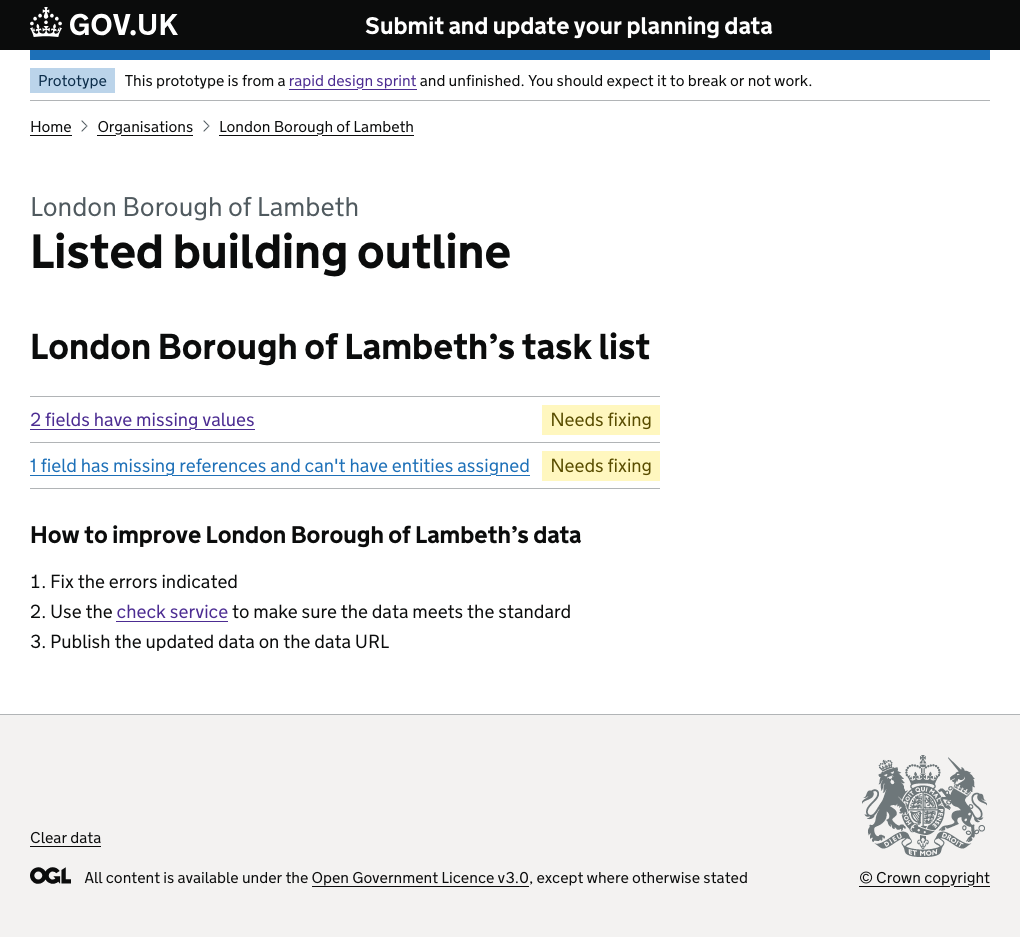 GOV.UK
Submit and update your planning data
Prototype This prototype is from a rapid design sprint and unfinished. You should expect it to break or not work.
Home > Organisations > London Borough of Lambeth
London Borough of Lambeth
Listed building outline
London Borough of Lambeth’s task list
2 fields have missing values Needs fixing
1 field has missing references and can't have entities assigned Needs fixing
How to improve London Borough of Lambeth’s data
1. Fix the errors indicated
2. Use the check service to make sure the data meets the standard
3. Publish the updated data on the data URL
Clear data
OGL All content is available under the Open Government Licence v3.0, except where otherwise stated
DIEU ET MON DROIT
© Crown copyright